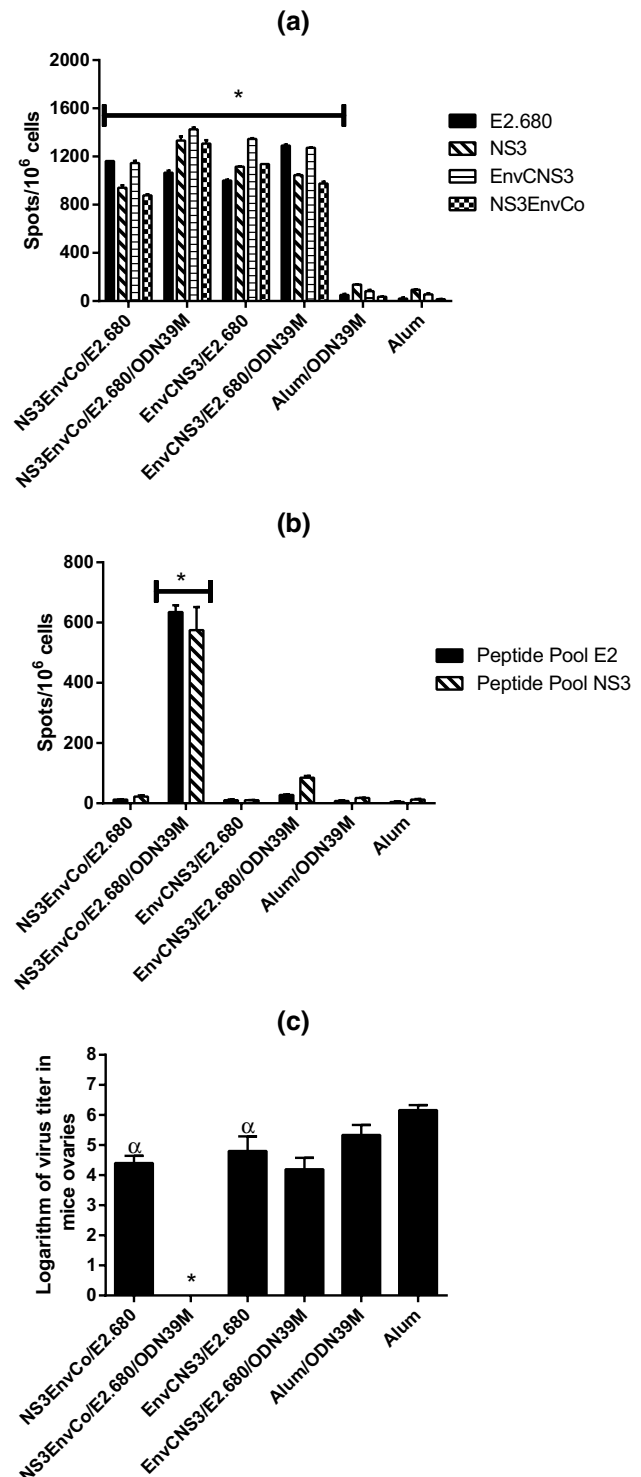 (a)
Spots/10⁶ cells
1600
1200
800
400
0
*
E2.680
NS3
EnvCNS3
NS3EnvCo
NS3EnvCo/E2.680
NS3EnvCo/E2.680/ODN39M
EnvCNS3/E2.680
EnvCNS3/E2.680/ODN39M
Alum/ODN39M
Alum
(b)
Spots/10⁶ cells
800
600
400
200
0
*
Peptide Pool E2
Peptide Pool NS3
NS3EnvCo/E2.680
NS3EnvCo/E2.680/ODN39M
EnvCNS3/E2.680
EnvCNS3/E2.680/ODN39M
Alum/ODN39M
Alum
(c)
Logarithm of virus titer in
mice ovaries
8
7
6
5
4
3
2
1
0
α
*
α
NS3EnvCo/E2.680
NS3EnvCo/E2.680/ODN39M
EnvCNS3/E2.680
EnvCNS3/E2.680/ODN39M
Alum/ODN39M
Alum